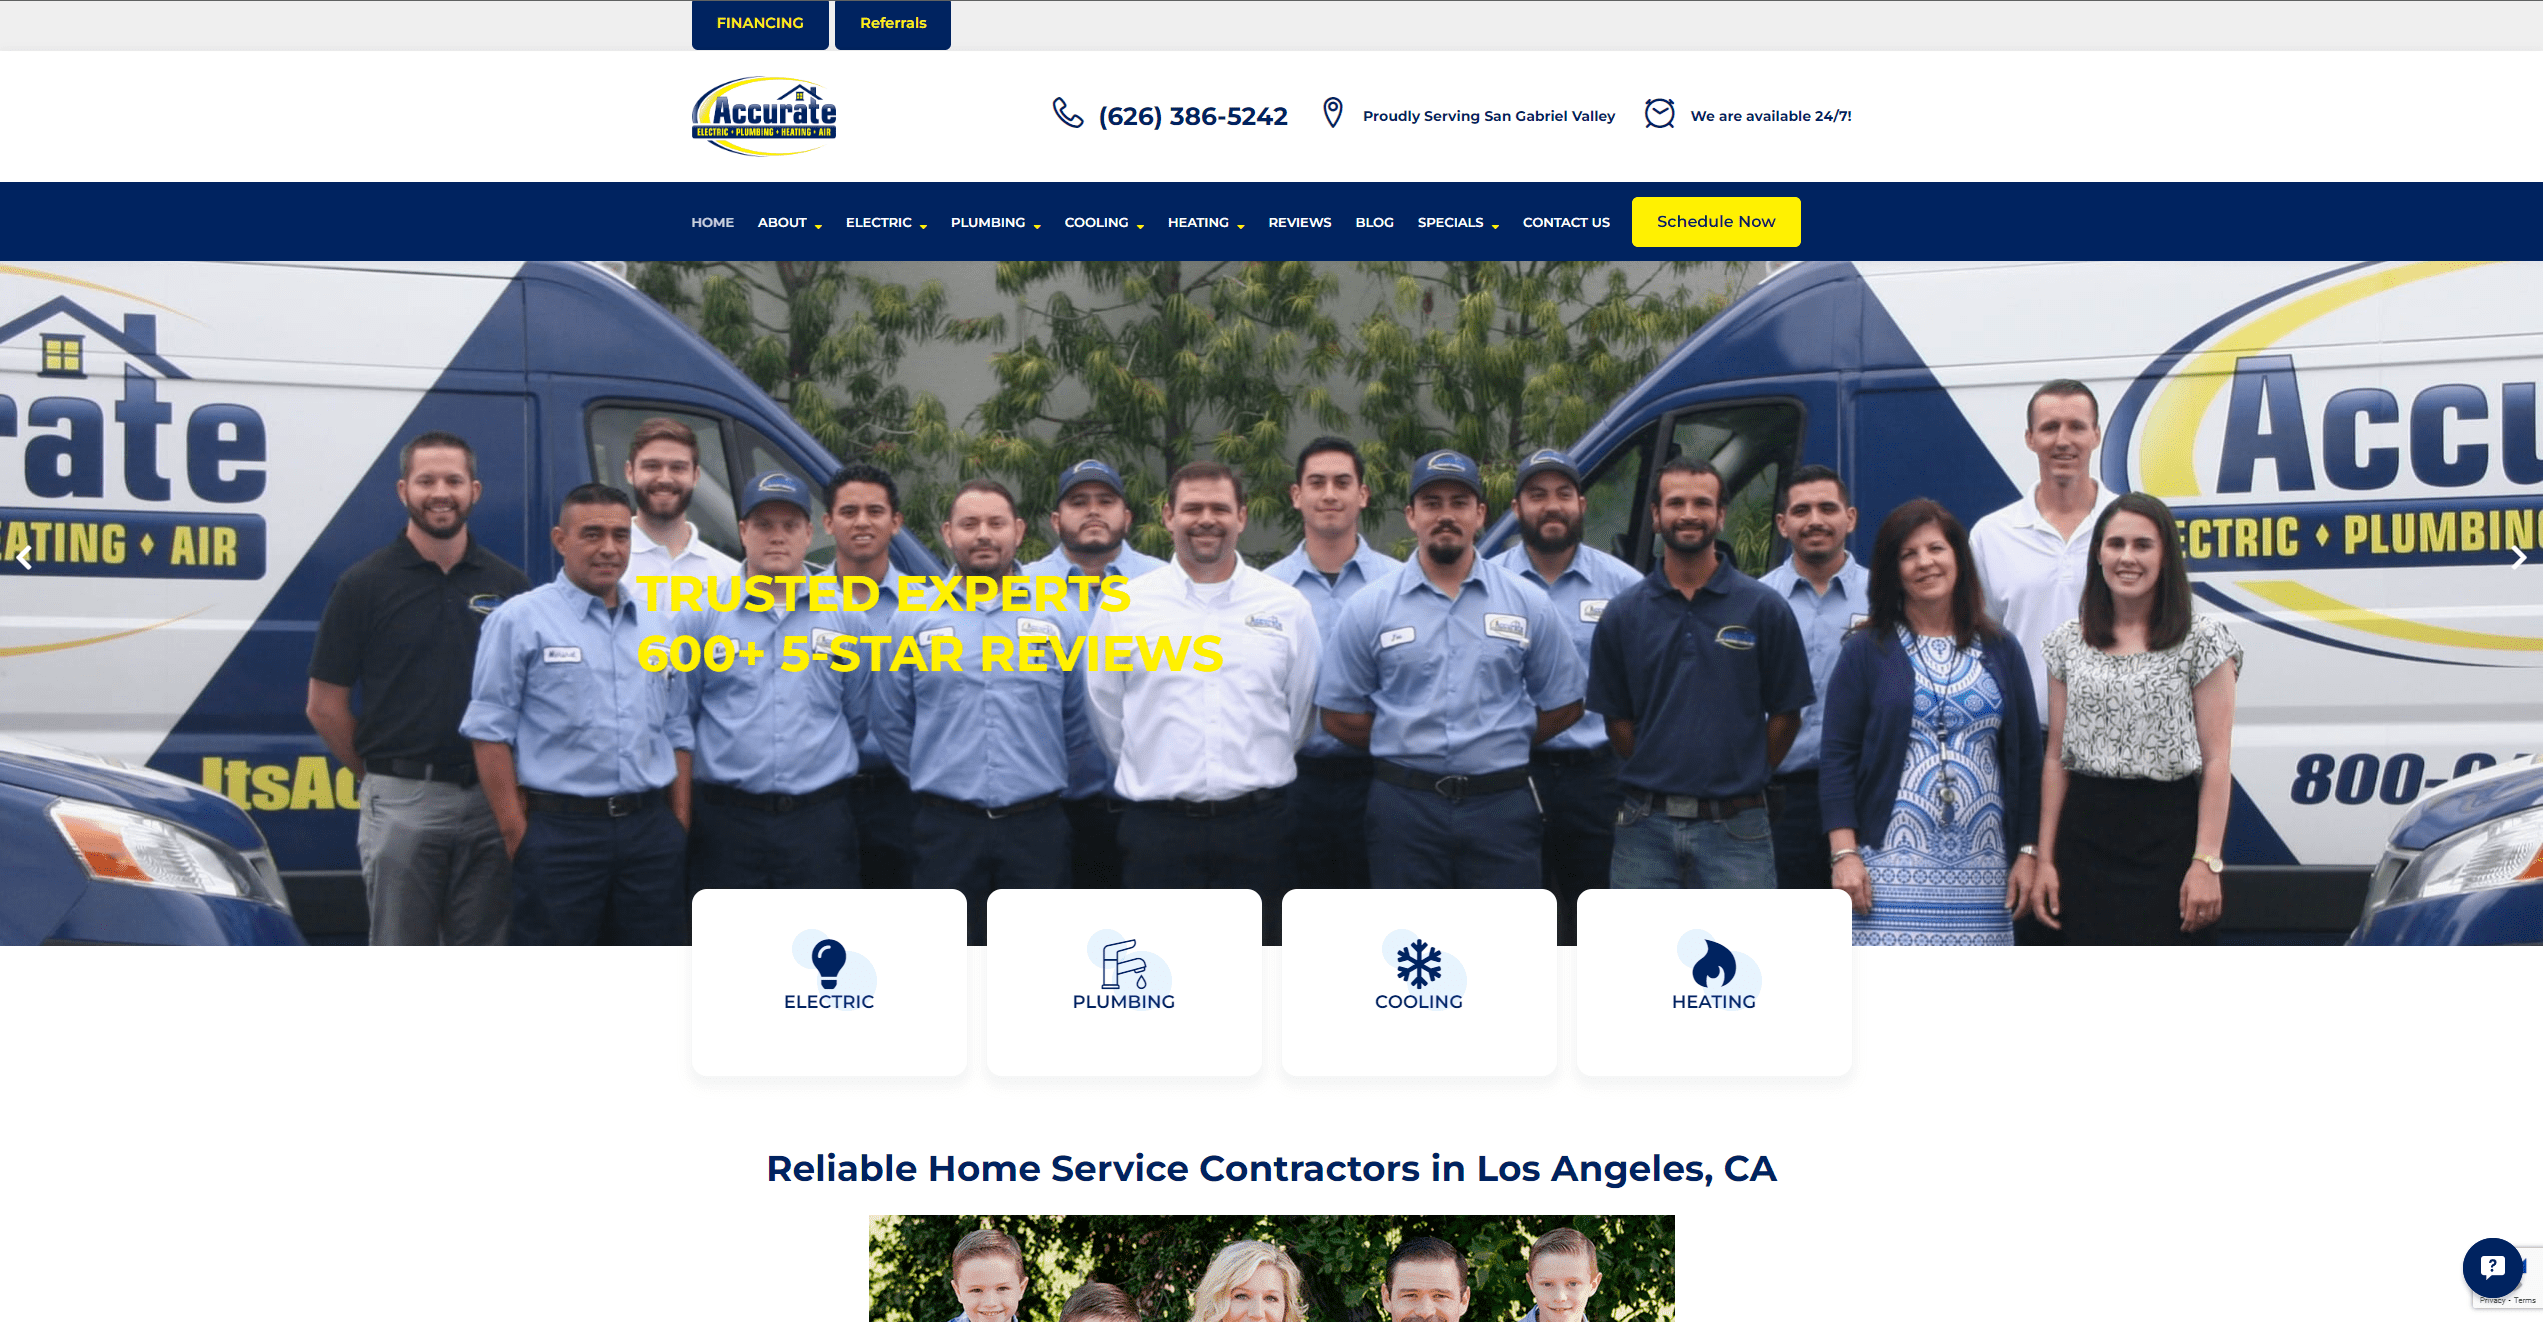 FINANCING
Referrals
Accurate
ELECTRIC • PLUMBING • HEATING • AIR
(626) 386-5242
Proudly Serving San Gabriel Valley
We are available 24/7!
HOME
ABOUT
ELECTRIC
PLUMBING
COOLING
HEATING
REVIEWS
BLOG
SPECIALS
CONTACT US
Schedule Now
rate
EATING ♦ AIR
Accu
ECTRIC ♦ PLUMBING
TRUSTED EXPERTS
600+ 5-STAR REVIEWS
ItsAc
800-
ELECTRIC
PLUMBING
COOLING
HEATING
Reliable Home Service Contractors in Los Angeles, CA
Privacy - Terms